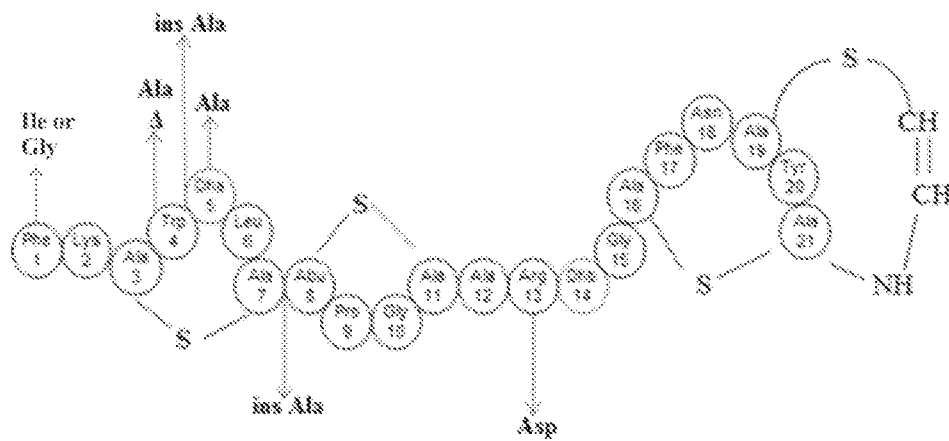 ins Ala
Ala
Δ
Ala
Ile or
Gly
Phe
1
Lys
2
Ala
3
Trp
4
Dha
5
Leu
6
Ala
7
Abu
8
Pro
9
Gly
10
Ala
11
Ala
12
Arg
13
14
Gly
15
Ala
16
Phe
17
Asn
18
Ala
19
Tyr
20
Ala
21
S
S
S
S
CH
CH
NH
ins Ala
Asp